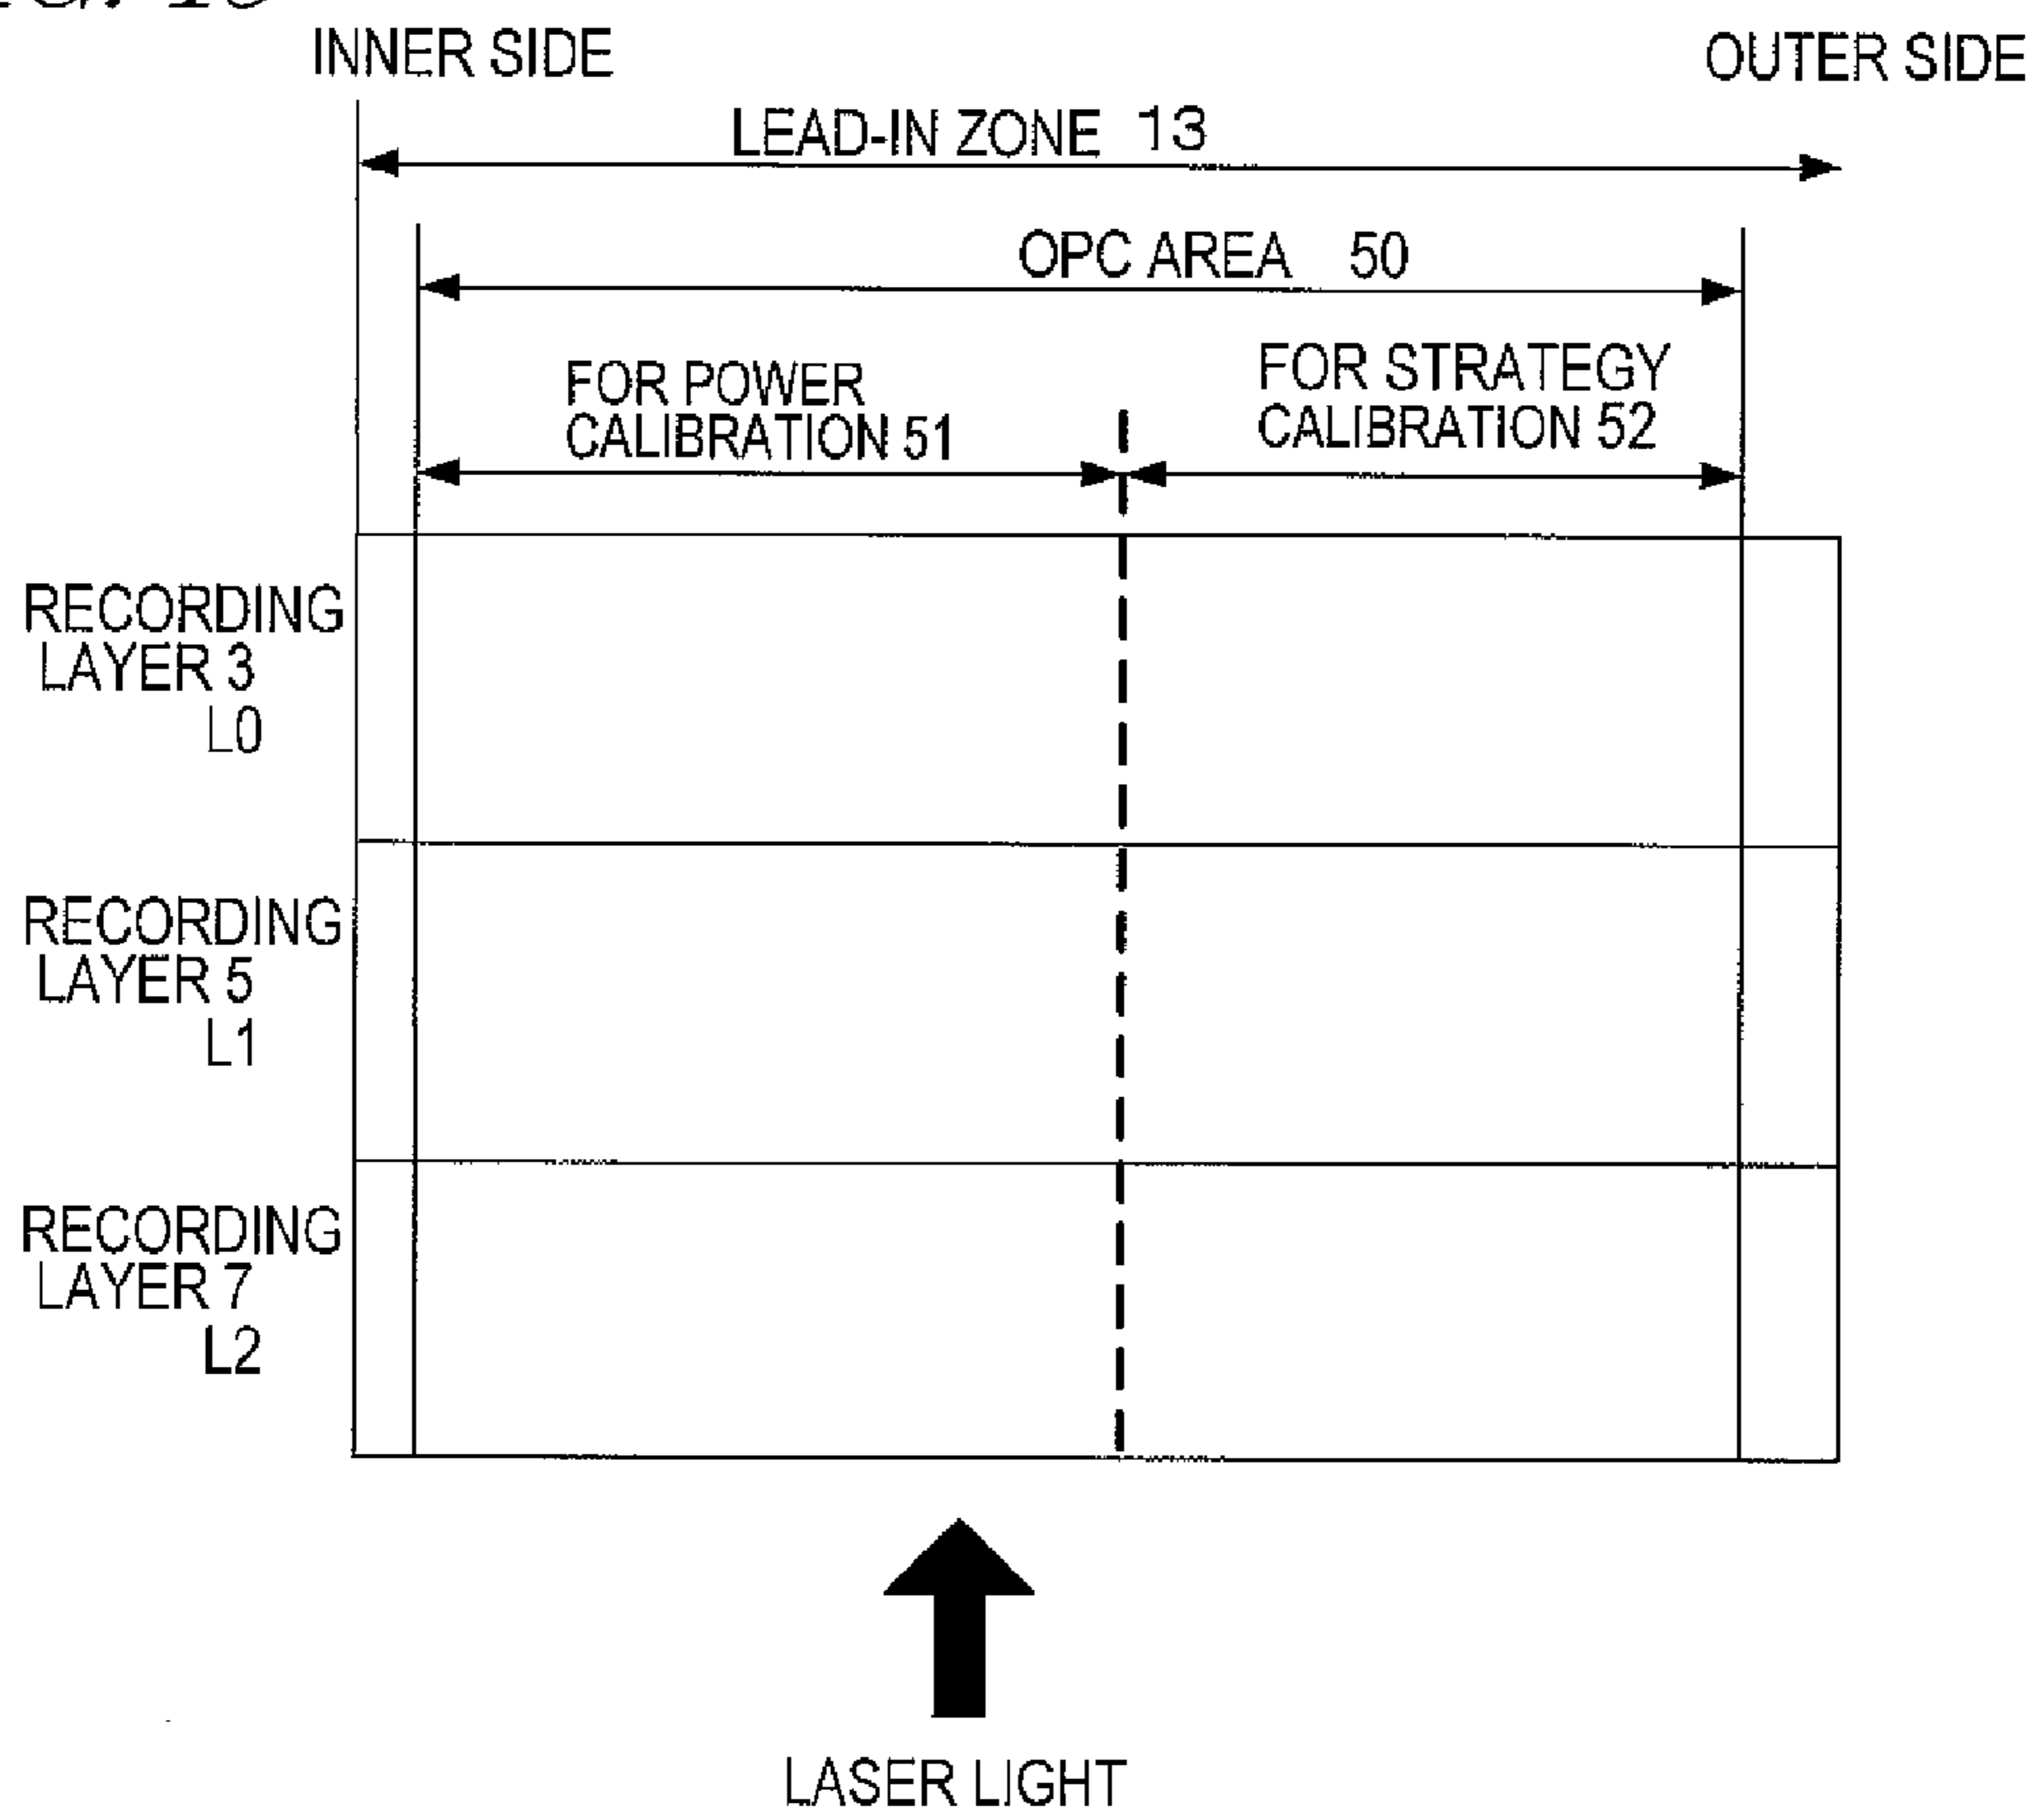 INNER SIDE
OUTER SIDE
LEAD-IN ZONE 13
OPC AREA 50
FOR POWER
CALIBRATION 51
FOR STRATEGY
CALIBRATION 52
RECORDING
LAYER 3
L0
RECORDING
LAYER 5
L1
RECORDING
LAYER 7
L2
LASER LIGHT